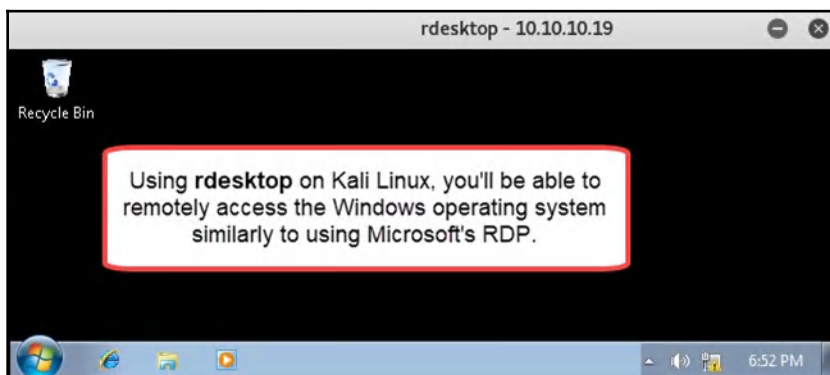 rdesktop - 10.10.10.19
Recycle Bin
Using rdesktop on Kali Linux, you'll be able to
remotely access the Windows operating system
similarly to using Microsoft's RDP.
6:52 PM